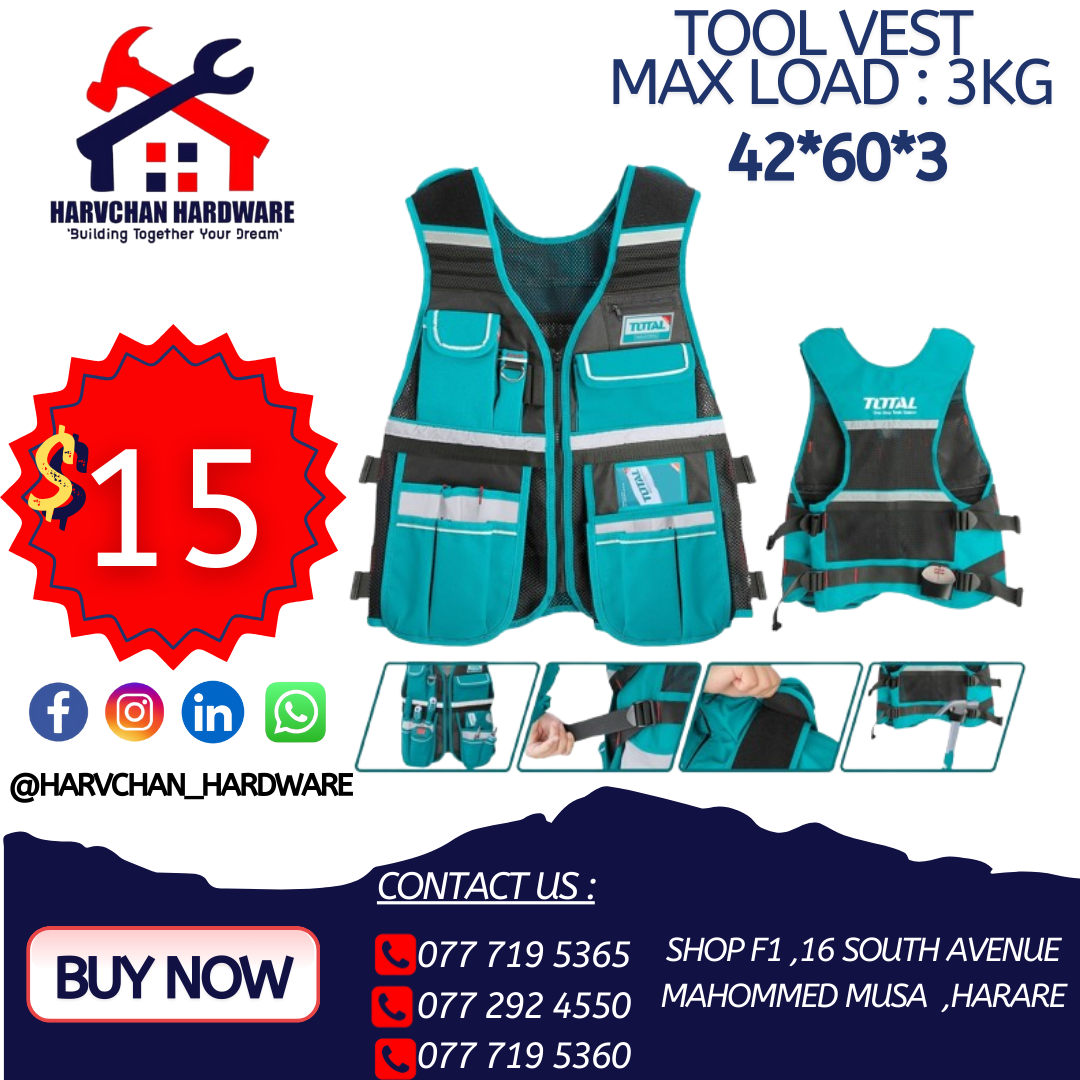 TOOL VEST
MAX LOAD : 3KG
42*60*3
HARVCHAN HARDWARE
'Building Together Your Dream'
TOTAL
TOTAL
TOTAL
$15
in
@HARVCHAN_HARDWARE
CONTACT US :
077 719 5365
077 292 4550
077 719 5360
SHOP F1 ,16 SOUTH AVENUE
MAHOMMED MUSA ,HARARE
BUY NOW